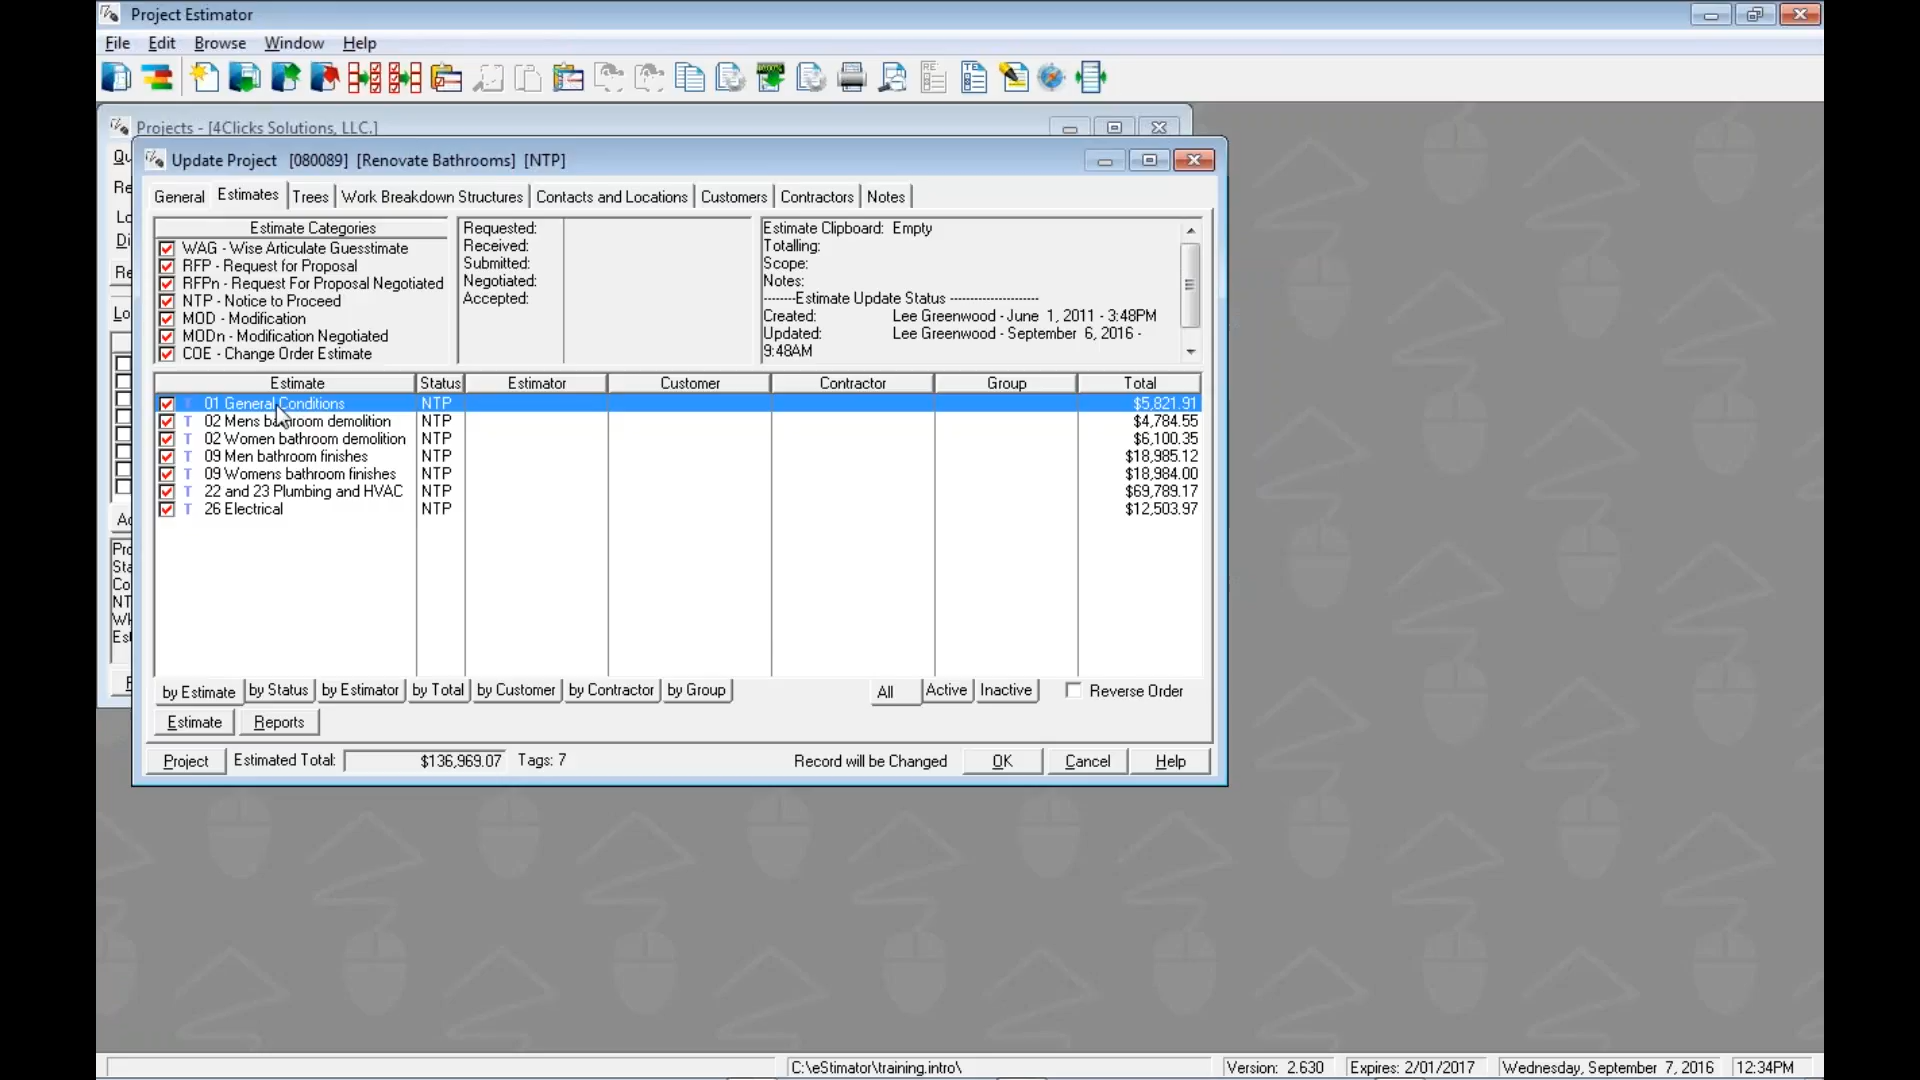 Project Estimator
File Edit Browse Window Help
Projects - [4Clicks Solutions, LLC.]
Update Project [080089] [Renovate Bathrooms] [NTP]
General Estimates Trees Work Breakdown Structures Contacts and Locations Customers Contractors Notes
Estimate Categories
WAG - Wise Articulate Guesstimate
RFP - Request for Proposal
RFPn - Request For Proposal Negotiated
NTP - Notice to Proceed
MOD - Modification
MODn - Modification Negotiated
COE - Change Order Estimate
Requested:
Received:
Submitted:
Negotiated:
Accepted:
Estimate Clipboard: Empty
Totalling:
Scope:
Notes:
--------Estimate Update Status ---------------------
Created: Lee Greenwood - June 1, 2011 - 3:48PM
Updated: Lee Greenwood - September 6, 2016 -
9:48AM
Estimate Status Estimator Customer Contractor Group Total
T 01 General Conditions NTP $5,821.91
T 02 Mens bathroom demolition NTP $4,784.55
T 02 Women bathroom demolition NTP $6,100.35
T 09 Men bathroom finishes NTP $18,985.12
T 09 Womens bathroom finishes NTP $18,984.00
T 22 and 23 Plumbing and HVAC NTP $69,789.17
T 26 Electrical NTP $12,503.97
by Estimate by Status by Estimator by Total by Customer by Contractor by Group All Active Inactive Reverse Order
Estimate Reports
Project Estimated Total: $136,969.07 Tags: 7 Record will be Changed OK Cancel Help
C:\eStimator\training.intro\ Version: 2.630 Expires: 2/01/2017 Wednesday, September 7, 2016 12:34PM